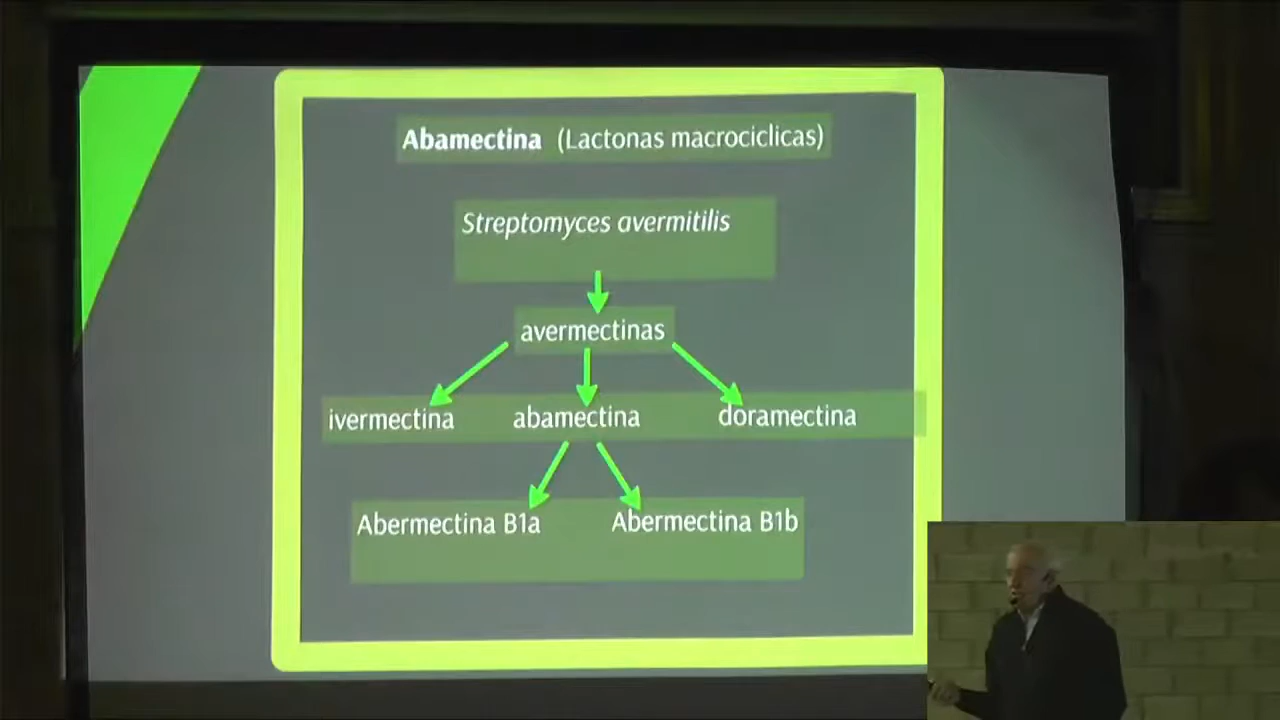 Abamectina (Lactonas macrociclicas)
Streptomyces avermitilis
avermectinas
ivermectina abamectina doramectina
Abermectina B1a Abermectina B1b